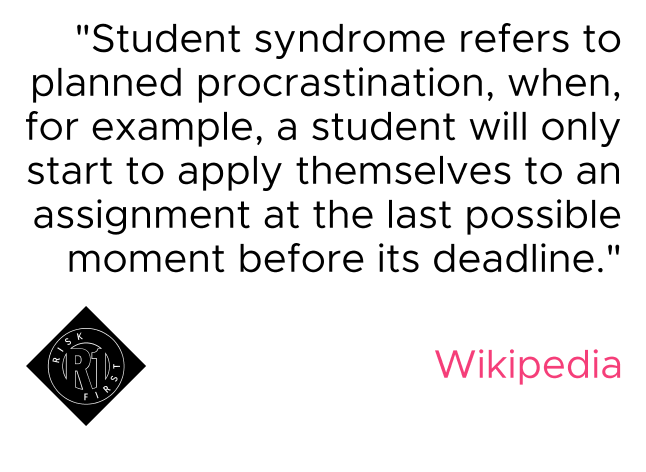 "Student syndrome refers to
planned procrastination, when,
for example, a student will only
start to apply themselves to an
assignment at the last possible
moment before its deadline."
RISK
R1
FIRST
Wikipedia